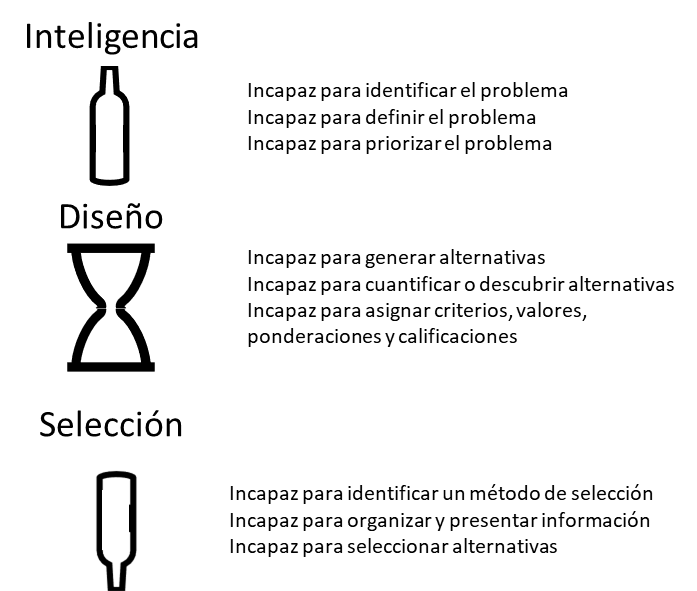 Inteligencia
Incapaz para identificar el problema
Incapaz para definir el problema
Incapaz para priorizar el problema
Diseño
Incapaz para generar alternativas
Incapaz para cuantificar o descubrir alternativas
Incapaz para asignar criterios, valores,
ponderaciones y calificaciones
Selección
Incapaz para identificar un método de selección
Incapaz para organizar y presentar información
Incapaz para seleccionar alternativas